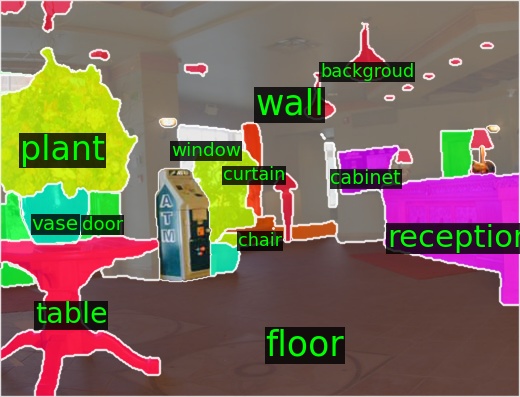 backgroud
wall
plant
window
curtain
cabinet
ATM
vase
door
chair
reception
table
floor